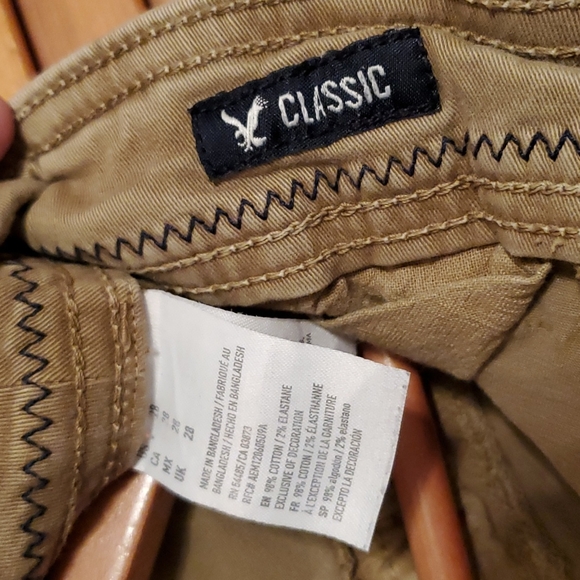 CLASSIC
CA 28
MX 28
UK 28
MADE IN BANGLADESH / FABRIQUÉ AU
BANGLADESH / HECHO EN BANGLADESH
RN 54485/CA 03073
EN 98% COTTON / 2% ELASTANE
EXCLUSIVE OF DECORATION
FR 98% COTON / 2% ÉLASTHANNE
À L'EXCEPTION DE LA GARNITURE
SP 98% algodón / 2% elastano
EXCEPTO LA DECORACIÓN